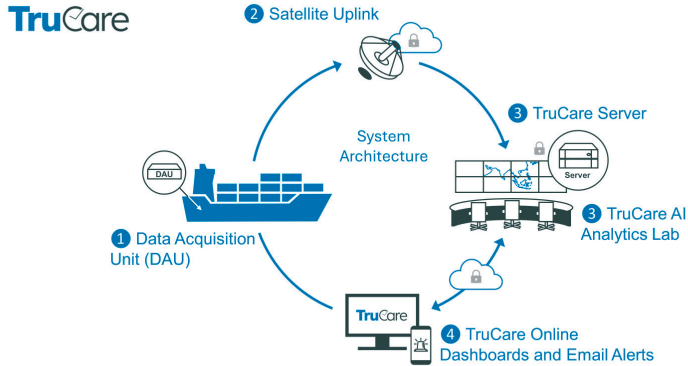 TruCare
2 Satellite Uplink
3 TruCare Server
System
Architecture
DAU
Server
1 Data Acquisition
Unit (DAU)
3 TruCare AI
Analytics Lab
TruCare
4 TruCare Online
Dashboards and Email Alerts